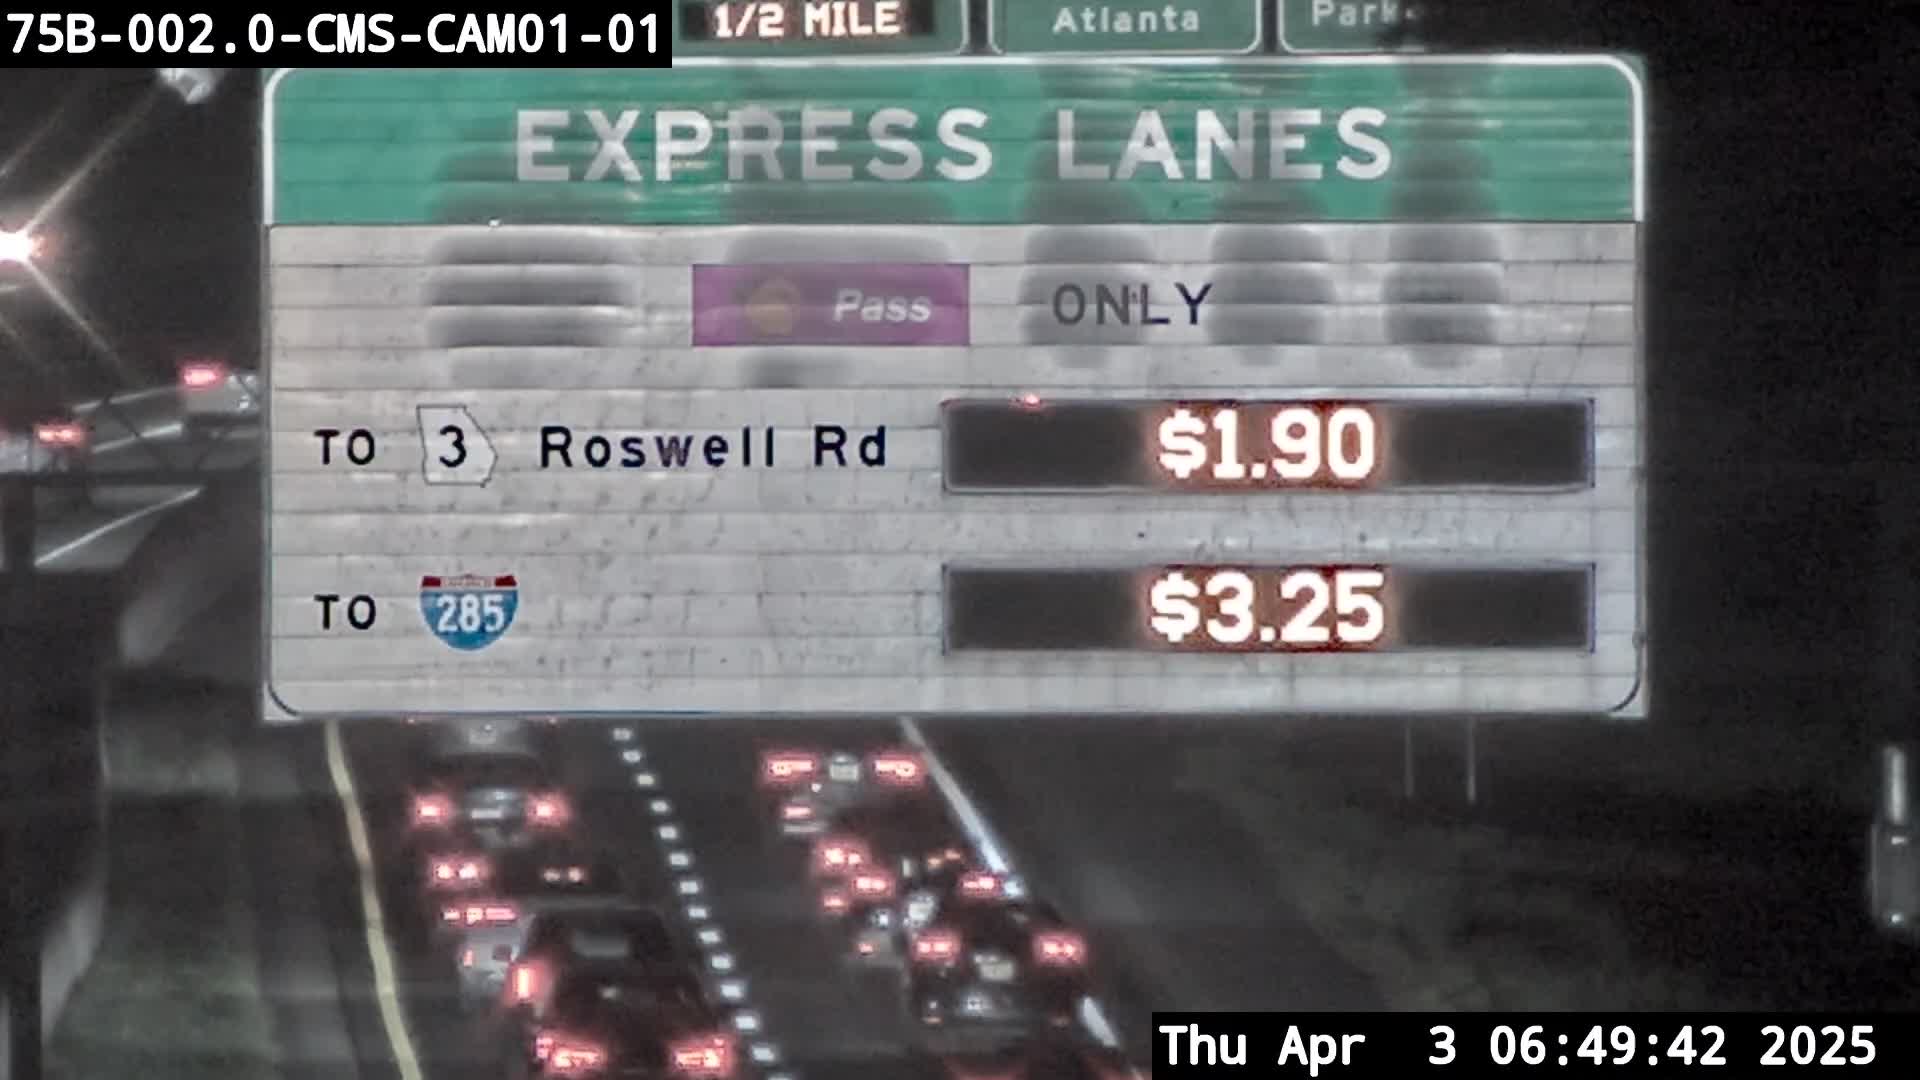 75B-002.0-CMS-CAM01-01
1/2 MILE
Atlanta
Park
EXPRESS LANES
Pass ONLY
TO 3 Roswell Rd $1.90
TO 285 $3.25
Thu Apr 3 06:49:42 2025